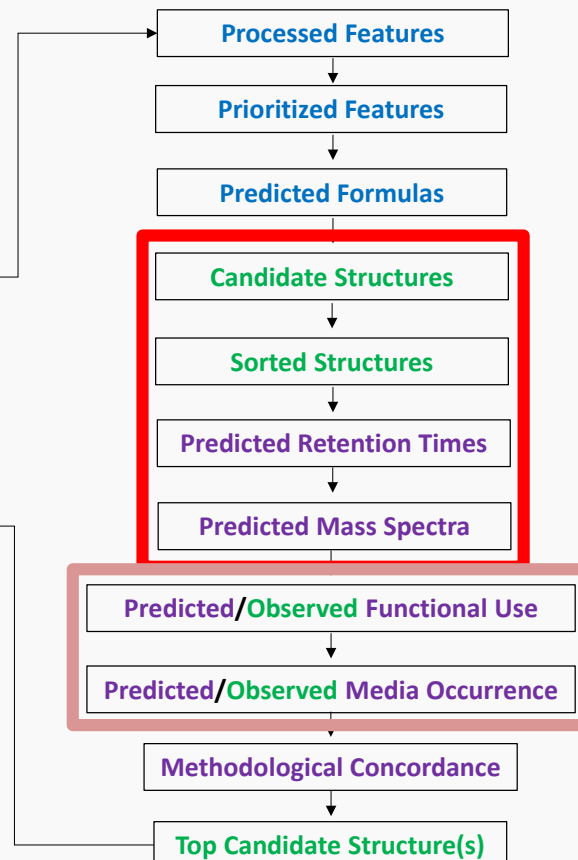 Processed Features
Prioritized Features
Predicted Formulas
Candidate Structures
Sorted Structures
Predicted Retention Times
Predicted Mass Spectra
Predicted/Observed Functional Use
Predicted/Observed Media Occurrence
Methodological Concordance
Top Candidate Structure(s)